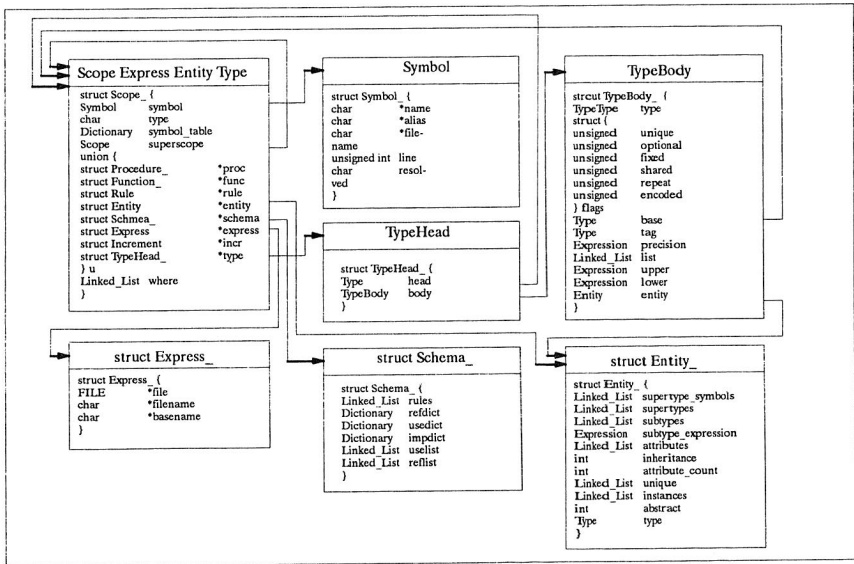 Scope Express Entity Type
struct Scope_ {
Symbol symbol
char type
Dictionary symbol_table
Scope superscope
union {
struct Procedure_ *proc
struct Function_ *func
struct Rule *rule
struct Entity *entity
struct Schmea_ *schema
struct Express *express
struct Increment *incr
struct TypeHead_ *type
} u
Linked_List where
}
Symbol
struct Symbol_ {
char *name
char *alias
char *file-
name
unsigned int line
char resol-
ved
}
TypeBody
strcut TypeBody_ {
TypeType type
struct {
unsigned unique
unsigned optional
unsigned fixed
unsigned shared
unsigned repeat
unsigned encoded
} flags
Type base
Type tag
Expression precision
Linked_List list
Expression upper
Expression lower
Entity entity
}
TypeHead
struct TypeHead_ {
Type head
TypeBody body
}
struct Express_
struct Express_ {
FILE *file
char *filename
char *basename
}
struct Schema_
struct Schema_ {
Linked_List rules
Dictionary refdict
Dictionary usedict
Dictionary impdict
Linked_List uselist
Linked_List reflist
}
struct Entity_
struct Entity_ {
Linked_List supertype_symbols
Linked_List supertypes
Linked_List subtypes
Expression subtype_expression
Linked_List attributes
int inheritance
int attribute_count
Linked_List unique
Linked_List instances
int abstract
Type type
}